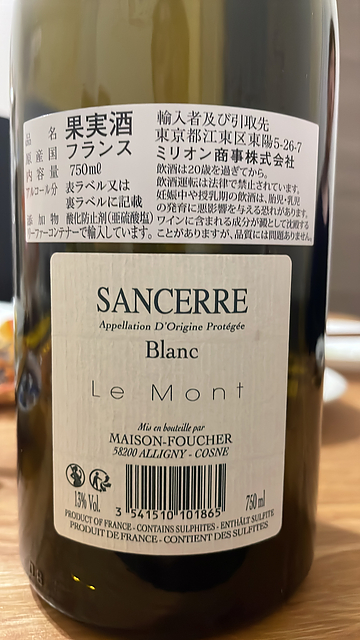 品 名 果実酒
原産国 フランス
内容量 750㎖
アルコール分 表ラベル又は
裏ラベルに記載
添加物 酸化防止剤(亜硫酸塩)
リーファーコンテナーで輸入しています。
輸入者及び引取先
東京都江東区東陽5-26-7
ミリオン商事株式会社
飲酒は20歳を過ぎてから。
飲酒運転は法律で禁止されています。
妊娠中や授乳期の飲酒は、胎児・乳児
の発育に悪影響を与える恐れがあります。
ワインに含まれる成分が澱として沈殿する
ことがありますが、品質には問題ありません。
SANCERRE
Appellation D'Origine Protégée
Blanc
Le Mont
Mis en bouteille par
MAISON-FOUCHER
58200 ALLIGNY - COSNE
13% Vol.
3 541510 101865
750 ml
PRODUCT OF FRANCE - CONTAINS SULPHITES - ENTHÄLT SULFITE
PRODUIT DE FRANCE - CONTIENT DES SULFITES